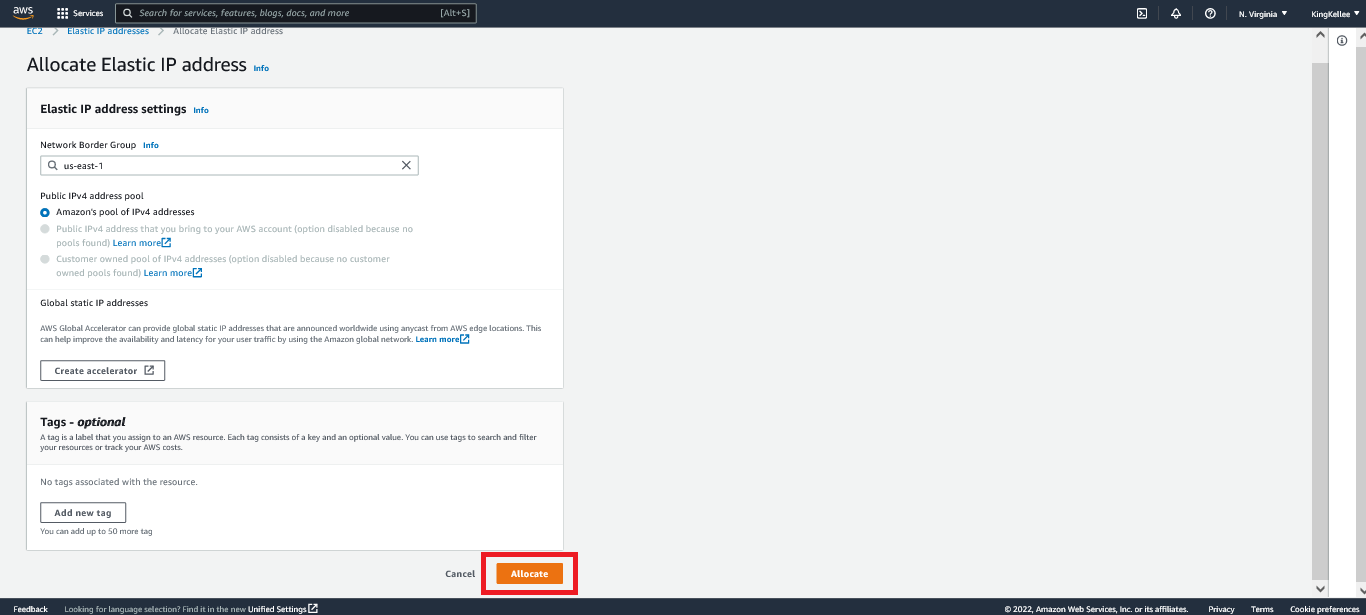 aws Services Search for services, features, blogs, docs, and more [Alt+S] N. Virginia KingKellee
EC2 Elastic IP addresses Allocate Elastic IP address
Allocate Elastic IP address Info
Elastic IP address settings Info
Network Border Group Info
us-east-1
Public IPv4 address pool
Amazon's pool of IPv4 addresses
Public IPv4 address that you bring to your AWS account (option disabled because no
pools found) Learn more
Customer owned pool of IPv4 addresses (option disabled because no customer
owned pools found) Learn more
Global static IP addresses
AWS Global Accelerator can provide global static IP addresses that are announced worldwide using anycast from AWS edge locations. This
can help improve the availability and latency for your user traffic by using the Amazon global network. Learn more
Create accelerator
Tags - optional
A tag is a label that you assign to an AWS resource. Each tag consists of a key and an optional value. You can use tags to search and filter
your resources or track your AWS costs.
No tags associated with the resource.
Add new tag
You can add up to 50 more tag
Cancel Allocate
Feedback Looking for language selection? Find it in the new Unified Settings © 2022, Amazon Web Services, Inc. or its affiliates. Privacy Terms Cookie preferences